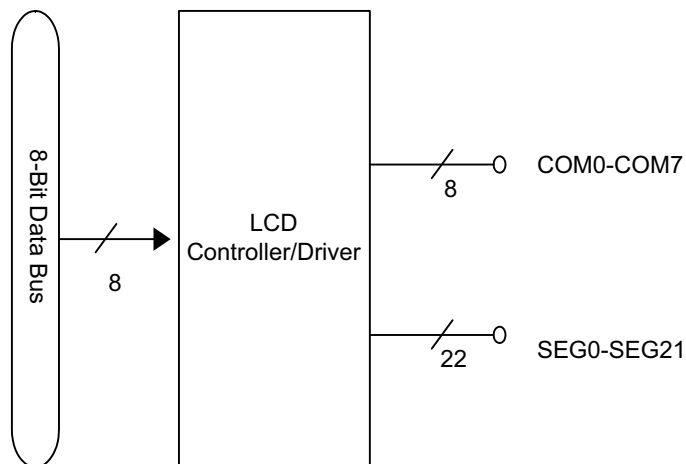 8-Bit Data Bus
8
LCD
Controller/Driver
8
COM0-COM7
22
SEG0-SEG21